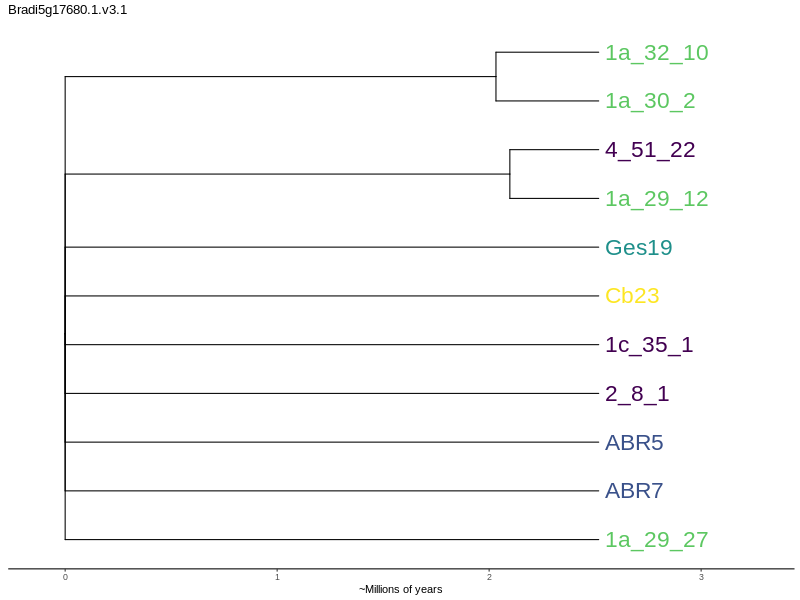 Bradi5g17680.1.v3.1
1a_32_10
1a_30_2
4_51_22
1a_29_12
Ges19
Cb23
1c_35_1
2_8_1
ABR5
ABR7
1a_29_27
0 1 2 3
~Millions of years